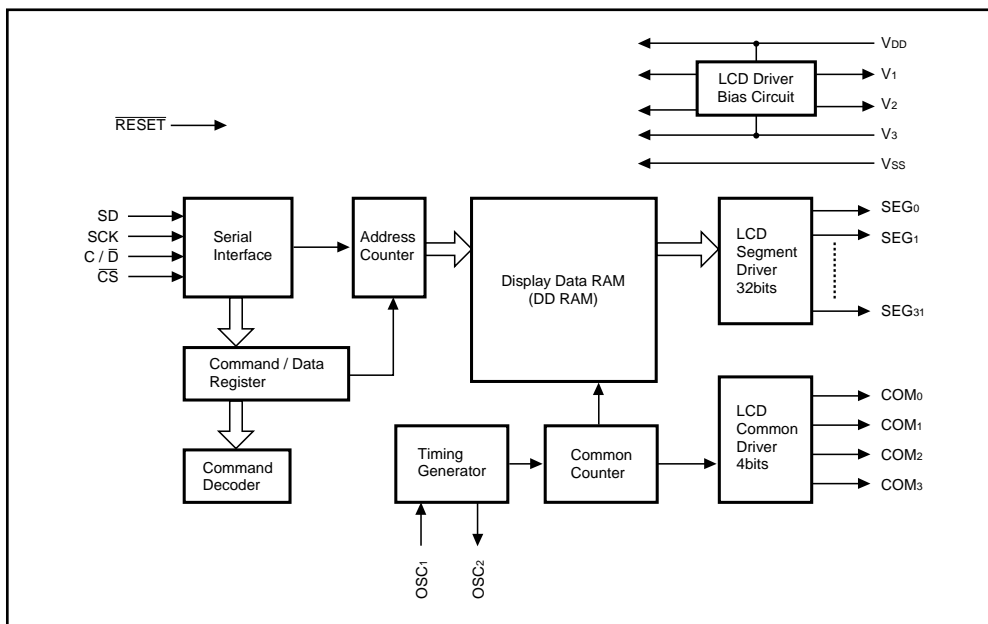 VDD
LCD Driver
Bias Circuit
V1
V2
RESET
V3
VSS
SD
SCK
C / D
CS
Serial
Interface
Address
Counter
Display Data RAM
(DD RAM)
LCD
Segment
Driver
32bits
SEG0
SEG1
SEG31
Command / Data
Register
Command
Decoder
Timing
Generator
Common
Counter
LCD
Common
Driver
4bits
COM0
COM1
COM2
COM3
OSC1
OSC2